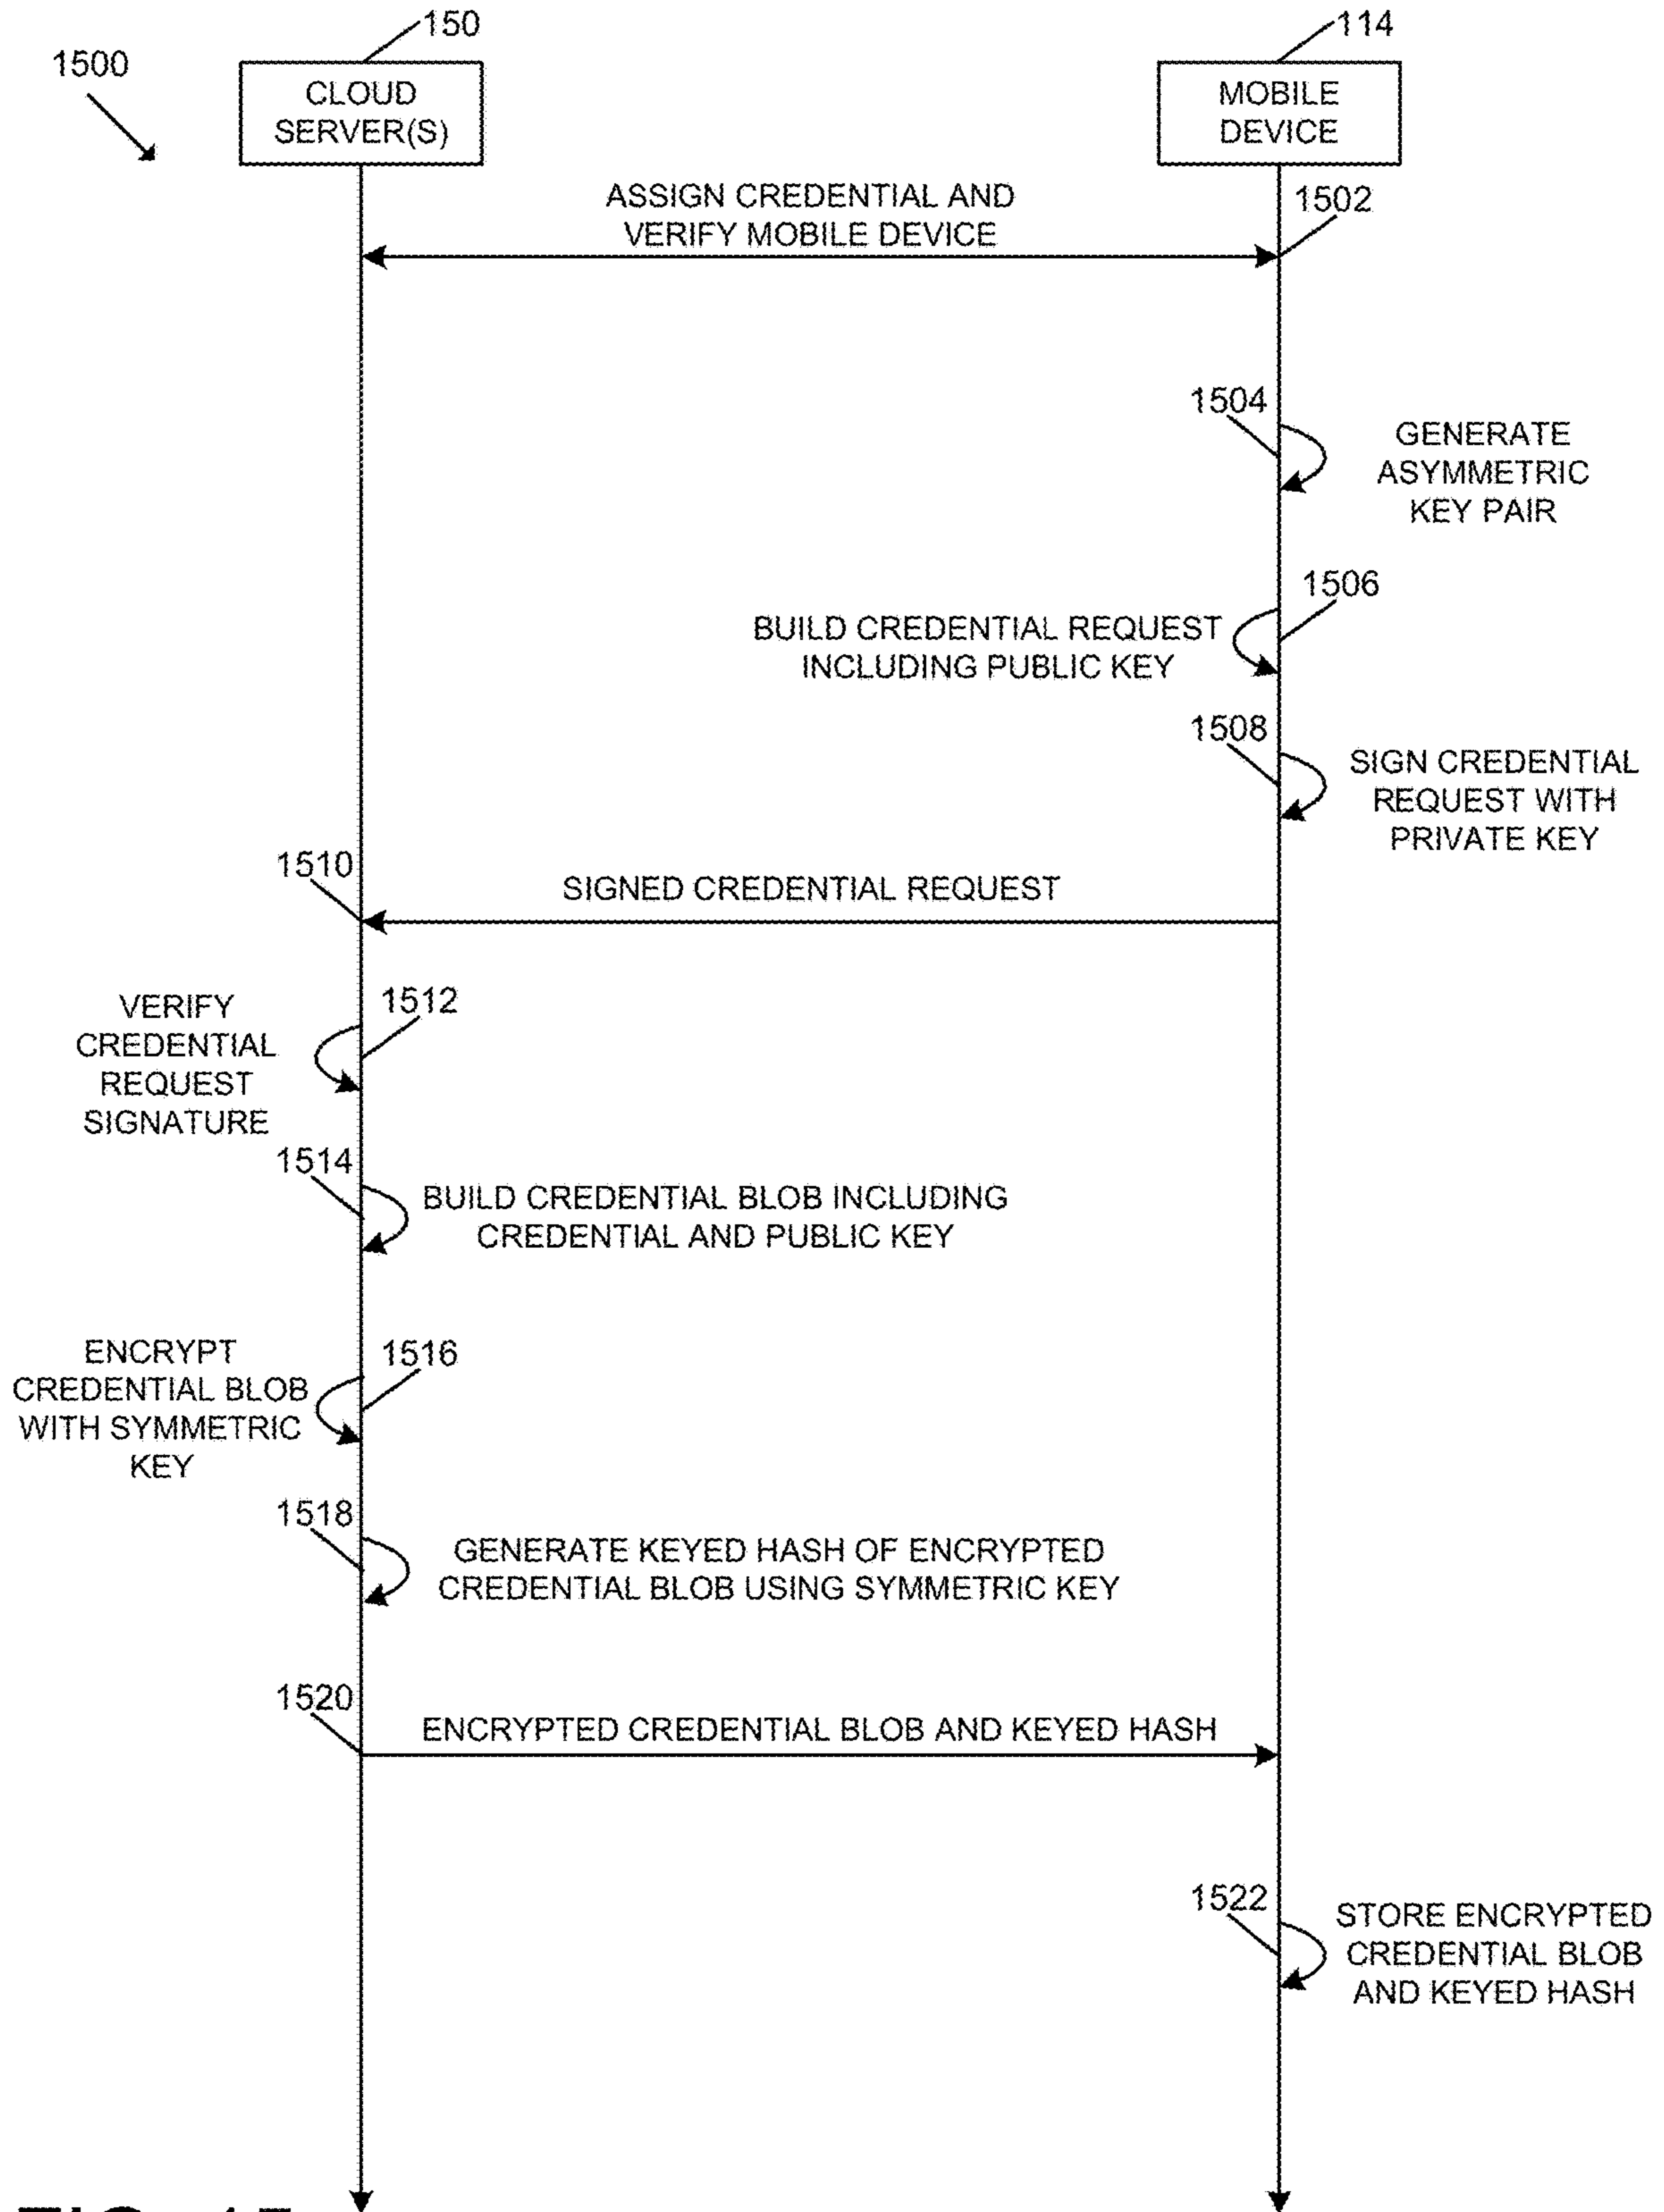 150
114
1500
CLOUD
SERVER(S)
MOBILE
DEVICE
ASSIGN CREDENTIAL AND
VERIFY MOBILE DEVICE
1502
1504
GENERATE
ASYMMETRIC
KEY PAIR
1506
BUILD CREDENTIAL REQUEST
INCLUDING PUBLIC KEY
1508
SIGN CREDENTIAL
REQUEST WITH
PRIVATE KEY
1510
SIGNED CREDENTIAL REQUEST
VERIFY
CREDENTIAL
REQUEST
SIGNATURE
1512
1514
BUILD CREDENTIAL BLOB INCLUDING
CREDENTIAL AND PUBLIC KEY
ENCRYPT
CREDENTIAL BLOB
WITH SYMMETRIC
KEY
1516
1518
GENERATE KEYED HASH OF ENCRYPTED
CREDENTIAL BLOB USING SYMMETRIC KEY
1520
ENCRYPTED CREDENTIAL BLOB AND KEYED HASH
1522
STORE ENCRYPTED
CREDENTIAL BLOB
AND KEYED HASH